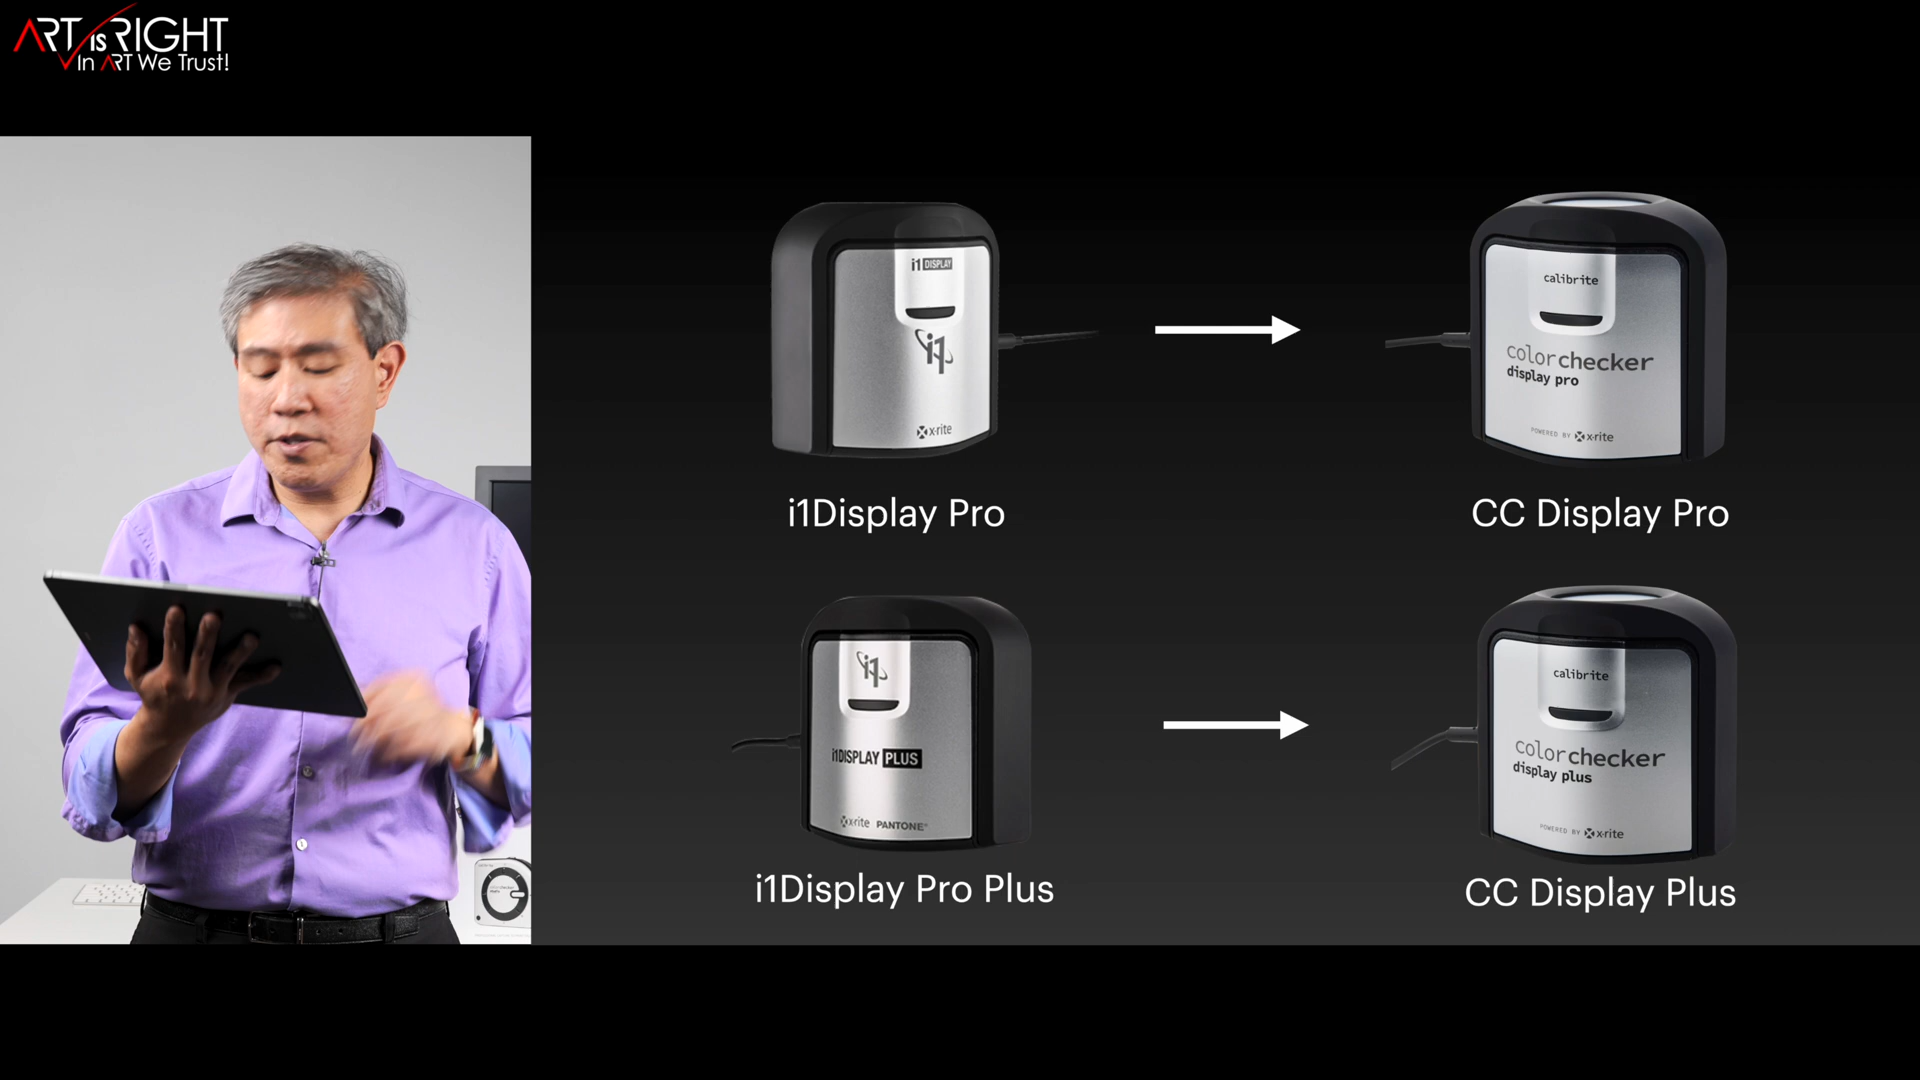 ART is RIGHT
In ART We Trust!
i1 DISPLAY
i1
x-rite
i1Display Pro
calibrite
colorchecker
display pro
POWERED BY x-rite
CC Display Pro
i1
i1DISPLAY PLUS
x-rite PANTONE®
i1Display Pro Plus
calibrite
colorchecker
display plus
POWERED BY x-rite
CC Display Plus